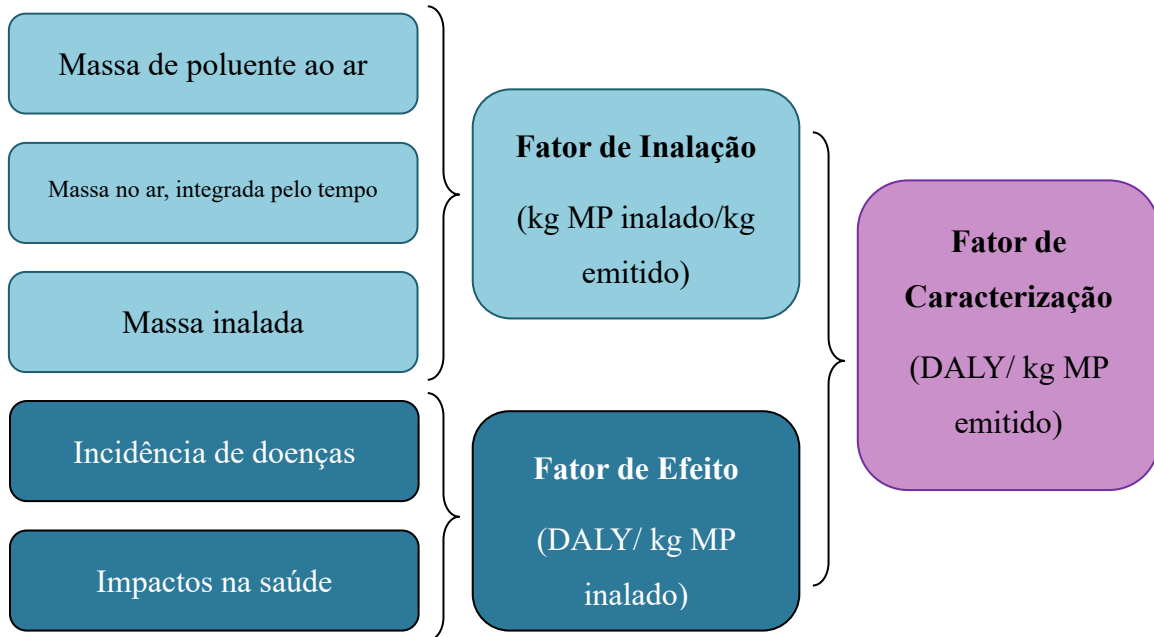 Massa de poluente ao ar
Massa no ar, integrada pelo tempo
Massa inalada
Incidência de doenças
Impactos na saúde
Fator de Inalação
(kg MP inalado/kg
emitido)
Fator de Efeito
(DALY/ kg MP
inalado)
Fator de
Caracterização
(DALY/ kg MP
emitido)